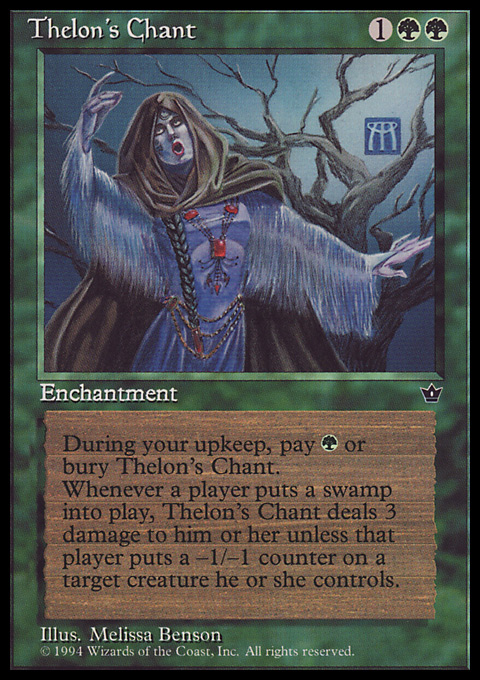 Thelon's Chant 1
Enchantment
During your upkeep, pay or
bury Thelon's Chant.
Whenever a player puts a swamp
into play, Thelon's Chant deals 3
damage to him or her unless that
player puts a –1/–1 counter on a
target creature he or she controls.
Illus. Melissa Benson
© 1994 Wizards of the Coast, Inc. All rights reserved.